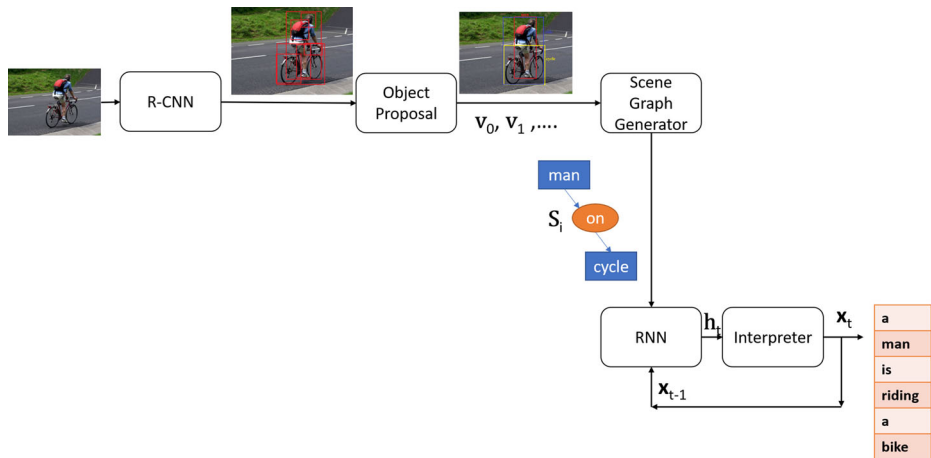 R-CNN
Object
Proposal
v0, v1 ,....
Scene
Graph
Generator
man
Si
on
cycle
RNN
ht
Interpreter
xt
xt-1
a
man
is
riding
a
bike